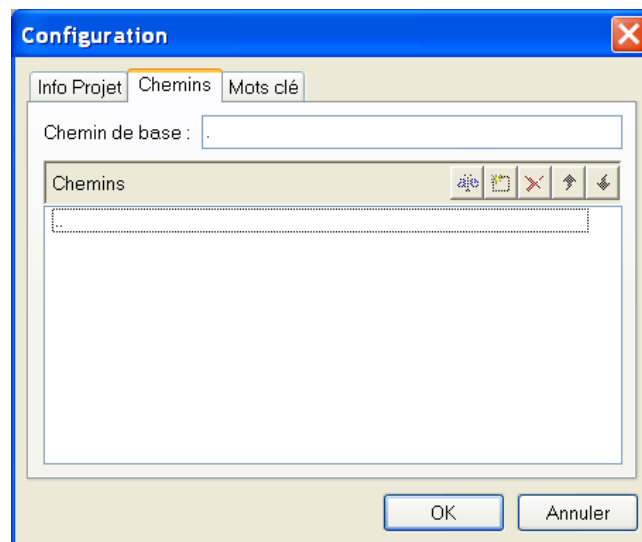 Configuration
Info Projet Chemins Mots clé
Chemin de base : .
Chemins
..
OK Annuler